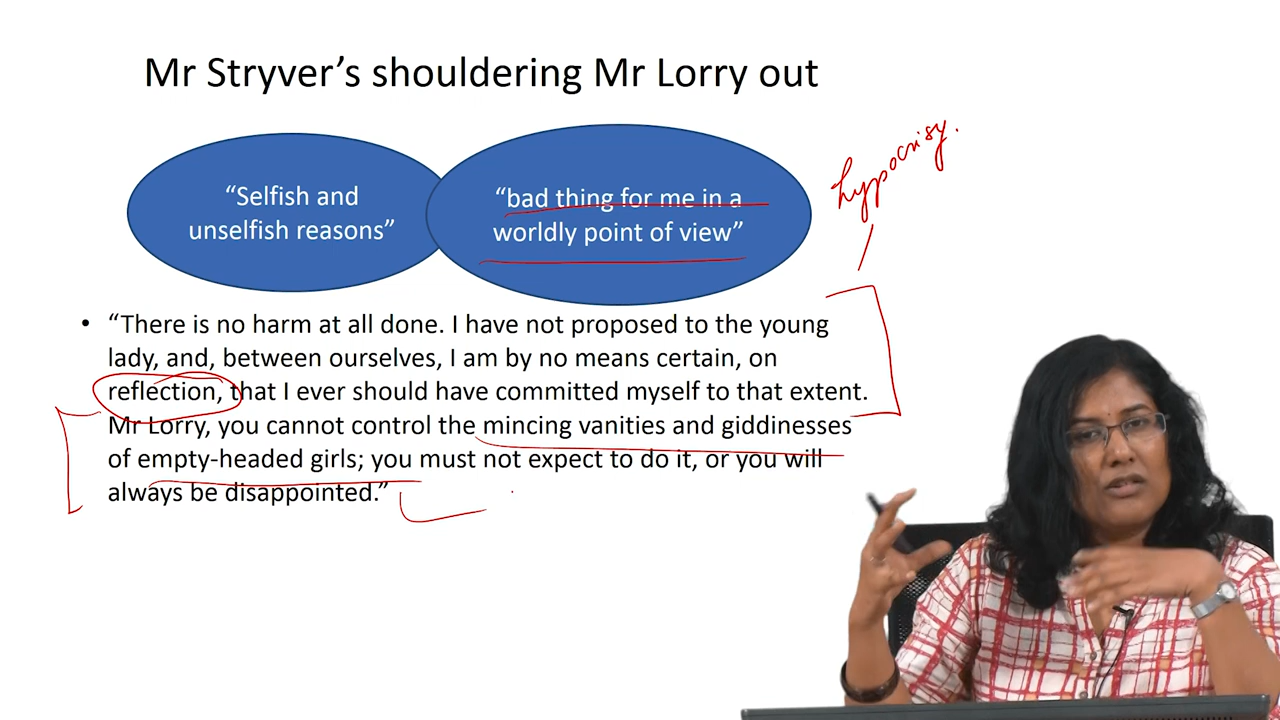 Mr Stryver’s shouldering Mr Lorry out
“Selfish and
unselfish reasons”
“bad thing for me in a
worldly point of view”
hypocrisy.
• “There is no harm at all done. I have not proposed to the young
lady, and, between ourselves, I am by no means certain, on
reflection, that I ever should have committed myself to that extent.
Mr Lorry, you cannot control the mincing vanities and giddinesses
of empty-headed girls; you must not expect to do it, or you will
always be disappointed.”